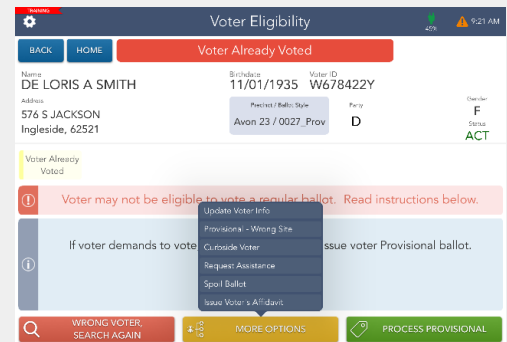 TRAINING
Voter Eligibility
45%
9:21 AM
BACK
HOME
Voter Already Voted
Name
DE LORIS A SMITH
Birthdate
11/01/1935
Voter ID
W678422Y
Address
576 S JACKSON
Ingleside, 62521
Precinct / Ballot Style
Avon 23 / 0027_Prov
Party
D
Gender
F
Status
ACT
Voter Already
Voted
Voter may not be eligible to vote a regular ballot. Read instructions below.
If voter demands to vote
ssue voter Provisional ballot.
Update Voter Info
Provisional - Wrong Site
Curbside Voter
Request Assistance
Spoil Ballot
Issue Voter's Affidavit
WRONG VOTER,
SEARCH AGAIN
MORE OPTIONS
PROCESS PROVISIONAL